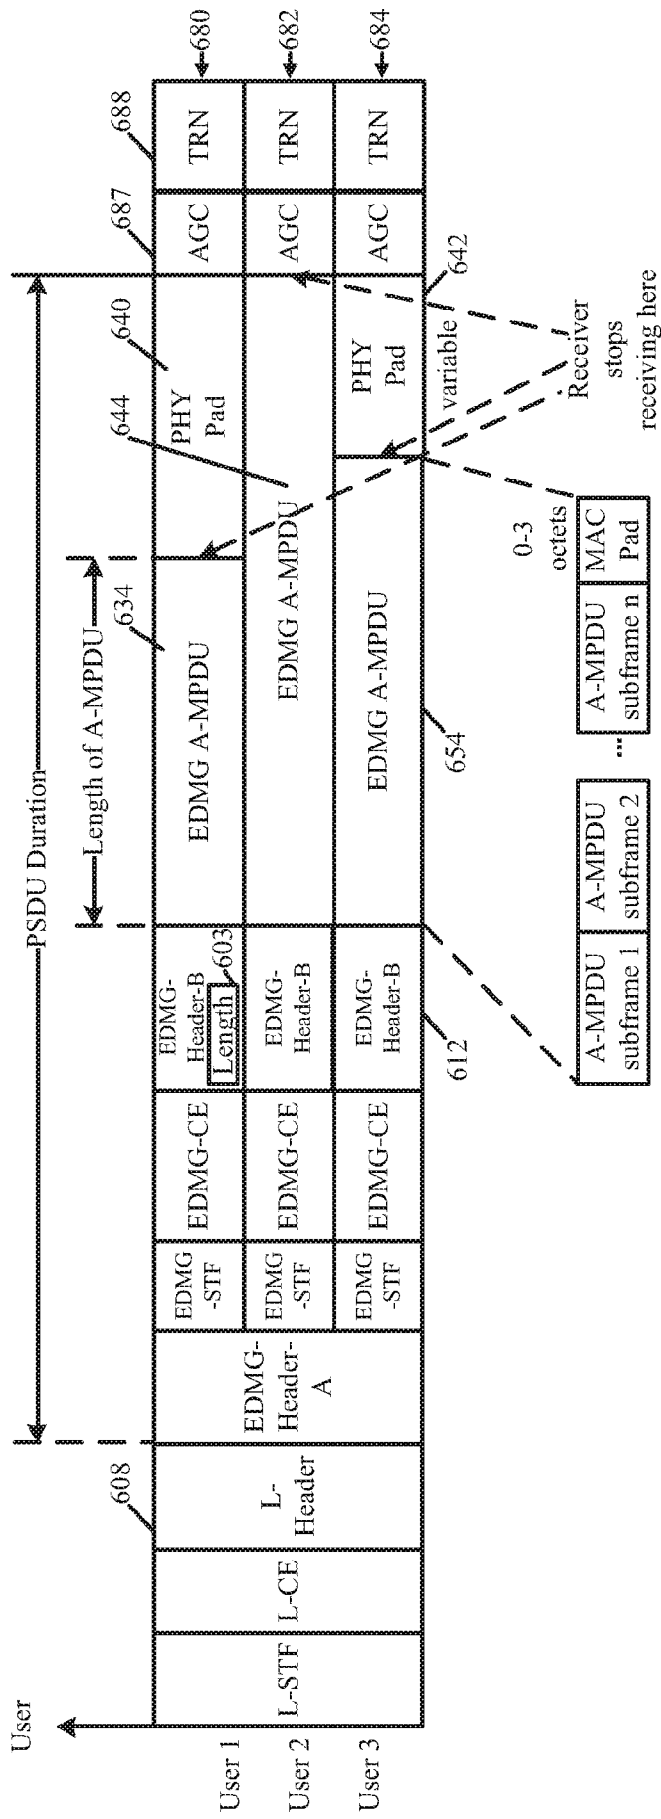 User
PSDU Duration
Length of A-MPDU
608
634
644
640
687
688
User 1
User 2
User 3
L-STF
L-CE
L-
Header
EDMG-
Header-
A
EDMG
-STF
EDMG-CE
EDMG-
Header-B
Length
603
EDMG A-MPDU
PHY
Pad
AGC
TRN
680
EDMG
-STF
EDMG-CE
EDMG-
Header-B
EDMG A-MPDU
AGC
TRN
682
EDMG
-STF
EDMG-CE
EDMG-
Header-B
EDMG A-MPDU
PHY
Pad
AGC
TRN
684
612
654
variable
642
0-3
octets
Receiver
stops
receiving here
A-MPDU
subframe 1
A-MPDU
subframe 2
...
A-MPDU
subframe n
MAC
Pad